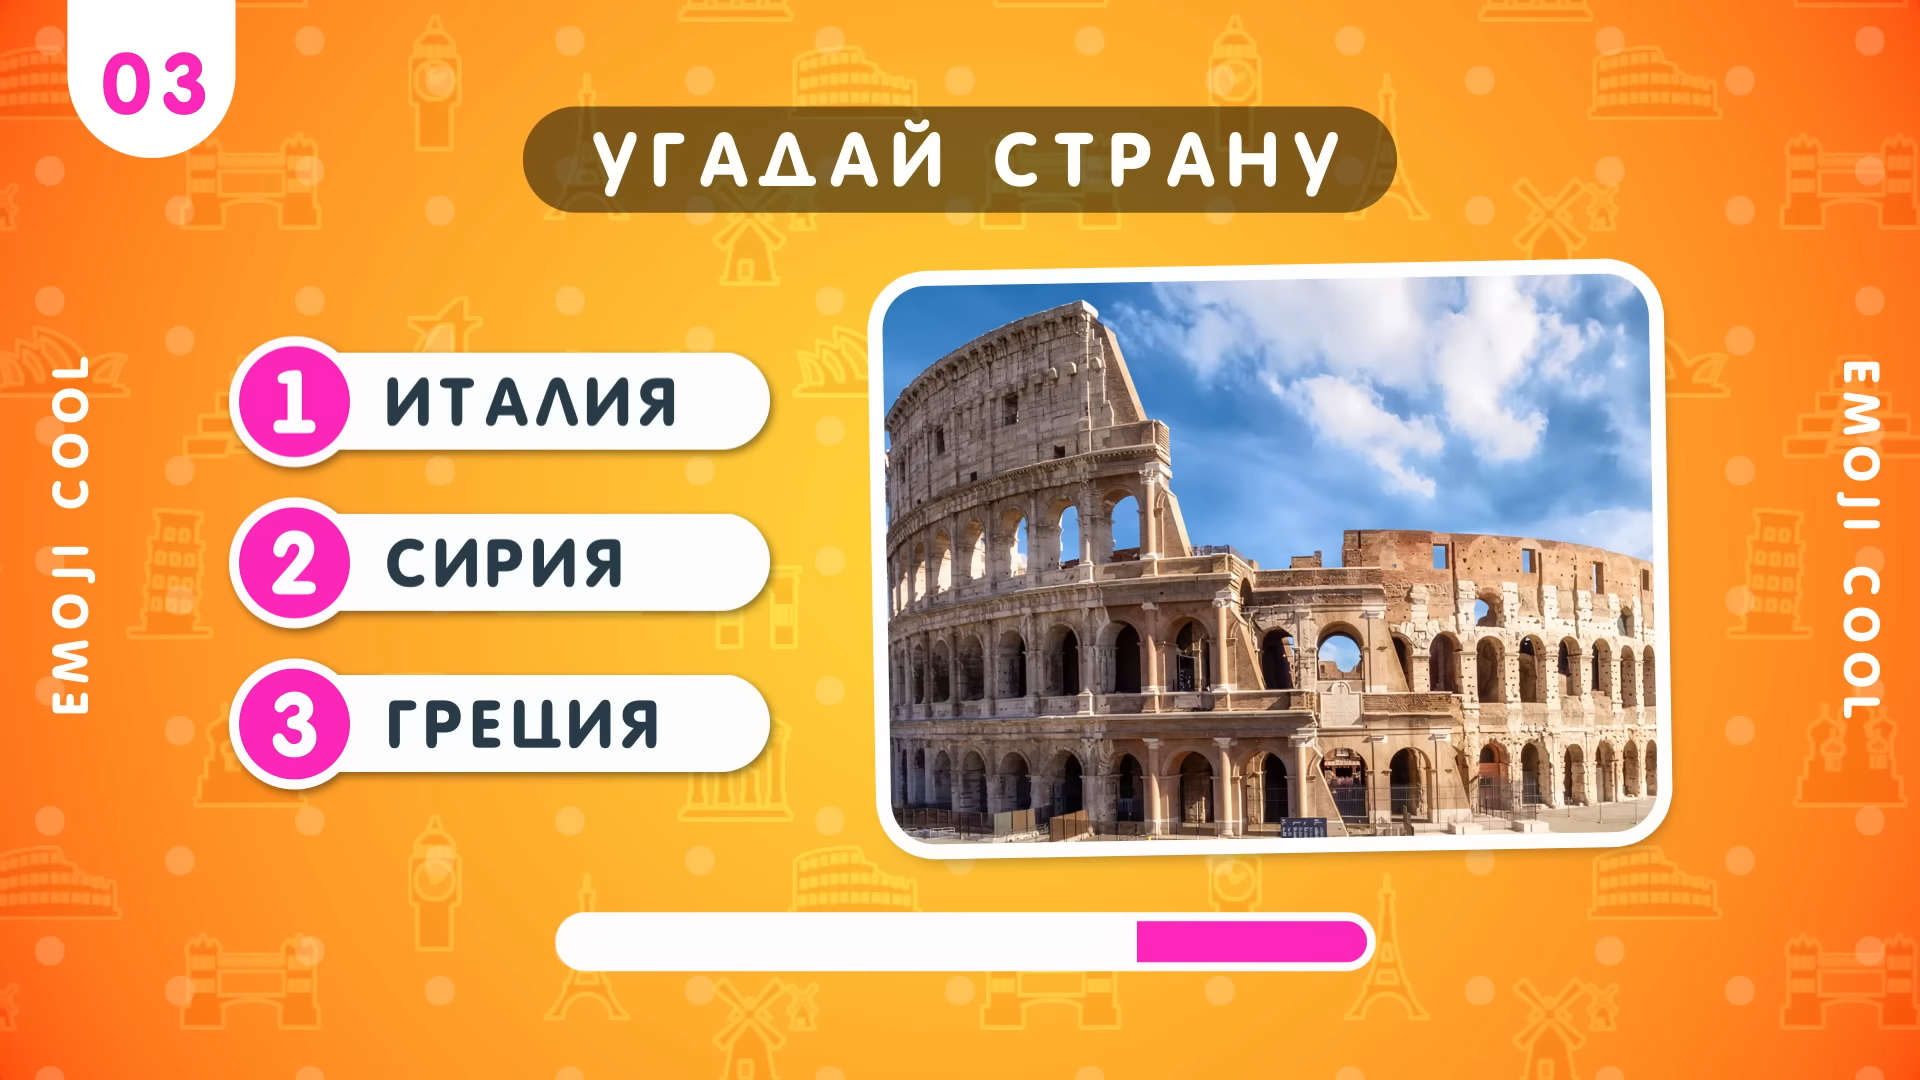 03
УГАДАЙ СТРАНУ
1 ИТАЛИЯ
2 СИРИЯ
3 ГРЕЦИЯ
EMOJI COOL
EMOJI COOL